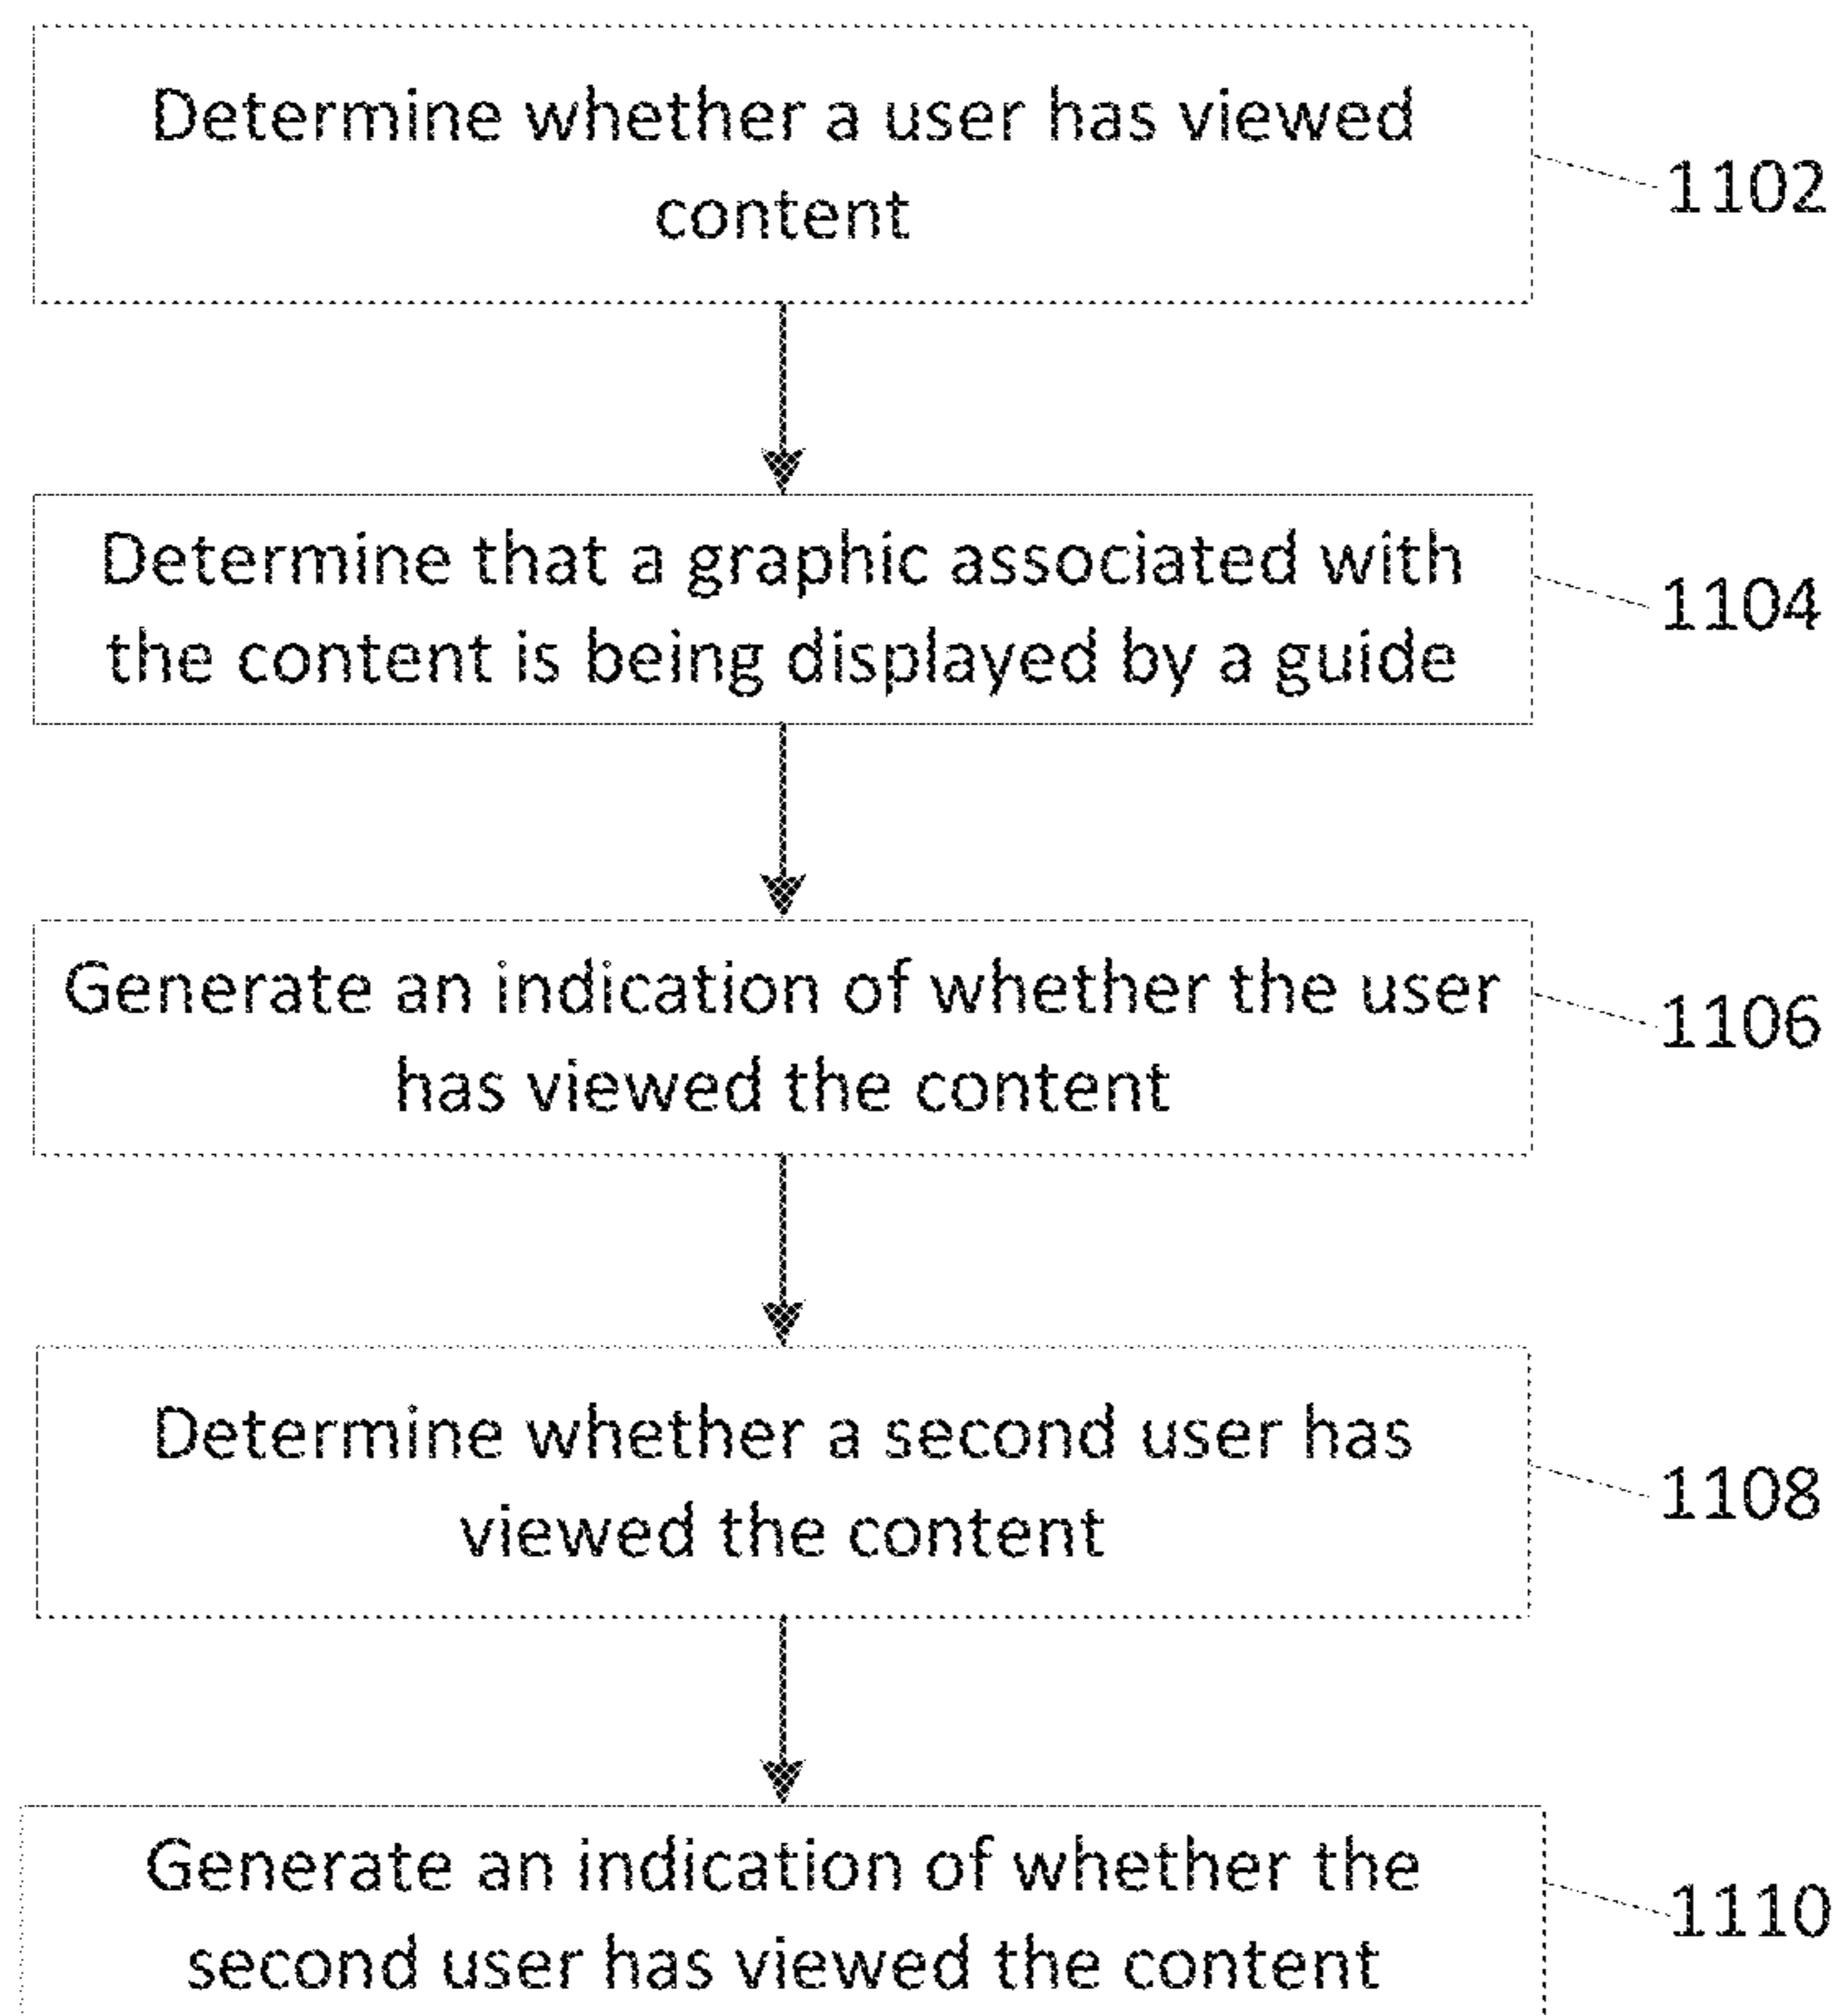 Determine whether a user has viewed
content
1102
Determine that a graphic associated with
the content is being displayed by a guide
1104
Generate an indication of whether the user
has viewed the content
1106
Determine whether a second user has
viewed the content
1108
Generate an indication of whether the
second user has viewed the content
1110